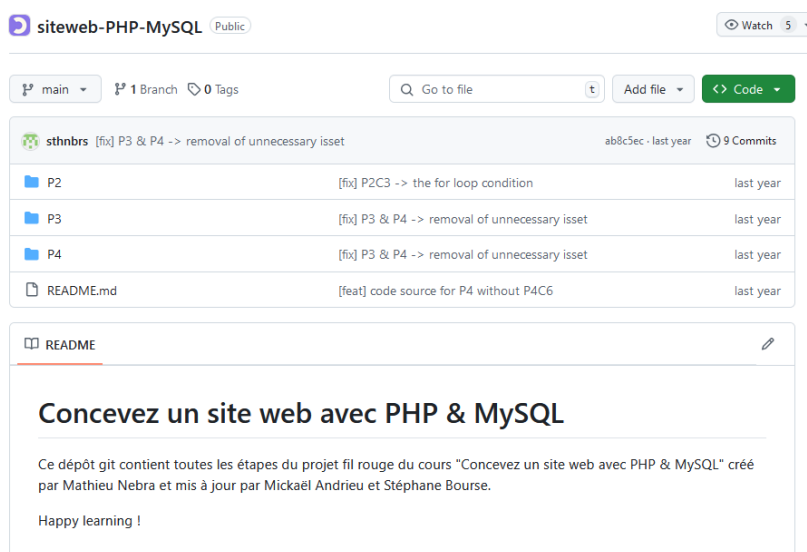 siteweb-PHP-MySQL Public Watch 5
main 1 Branch 0 Tags Go to file t Add file Code
sthnbrs [fix] P3 & P4 -> removal of unnecessary isset ab8c5ec · last year 9 Commits
P2 [fix] P2C3 -> the for loop condition last year
P3 [fix] P3 & P4 -> removal of unnecessary isset last year
P4 [fix] P3 & P4 -> removal of unnecessary isset last year
README.md [feat] code source for P4 without P4C6 last year
README
Concevez un site web avec PHP & MySQL
Ce dépôt git contient toutes les étapes du projet fil rouge du cours "Concevez un site web avec PHP & MySQL" créé
par Mathieu Nebra et mis à jour par Mickaël Andrieu et Stéphane Bourse.
Happy learning !